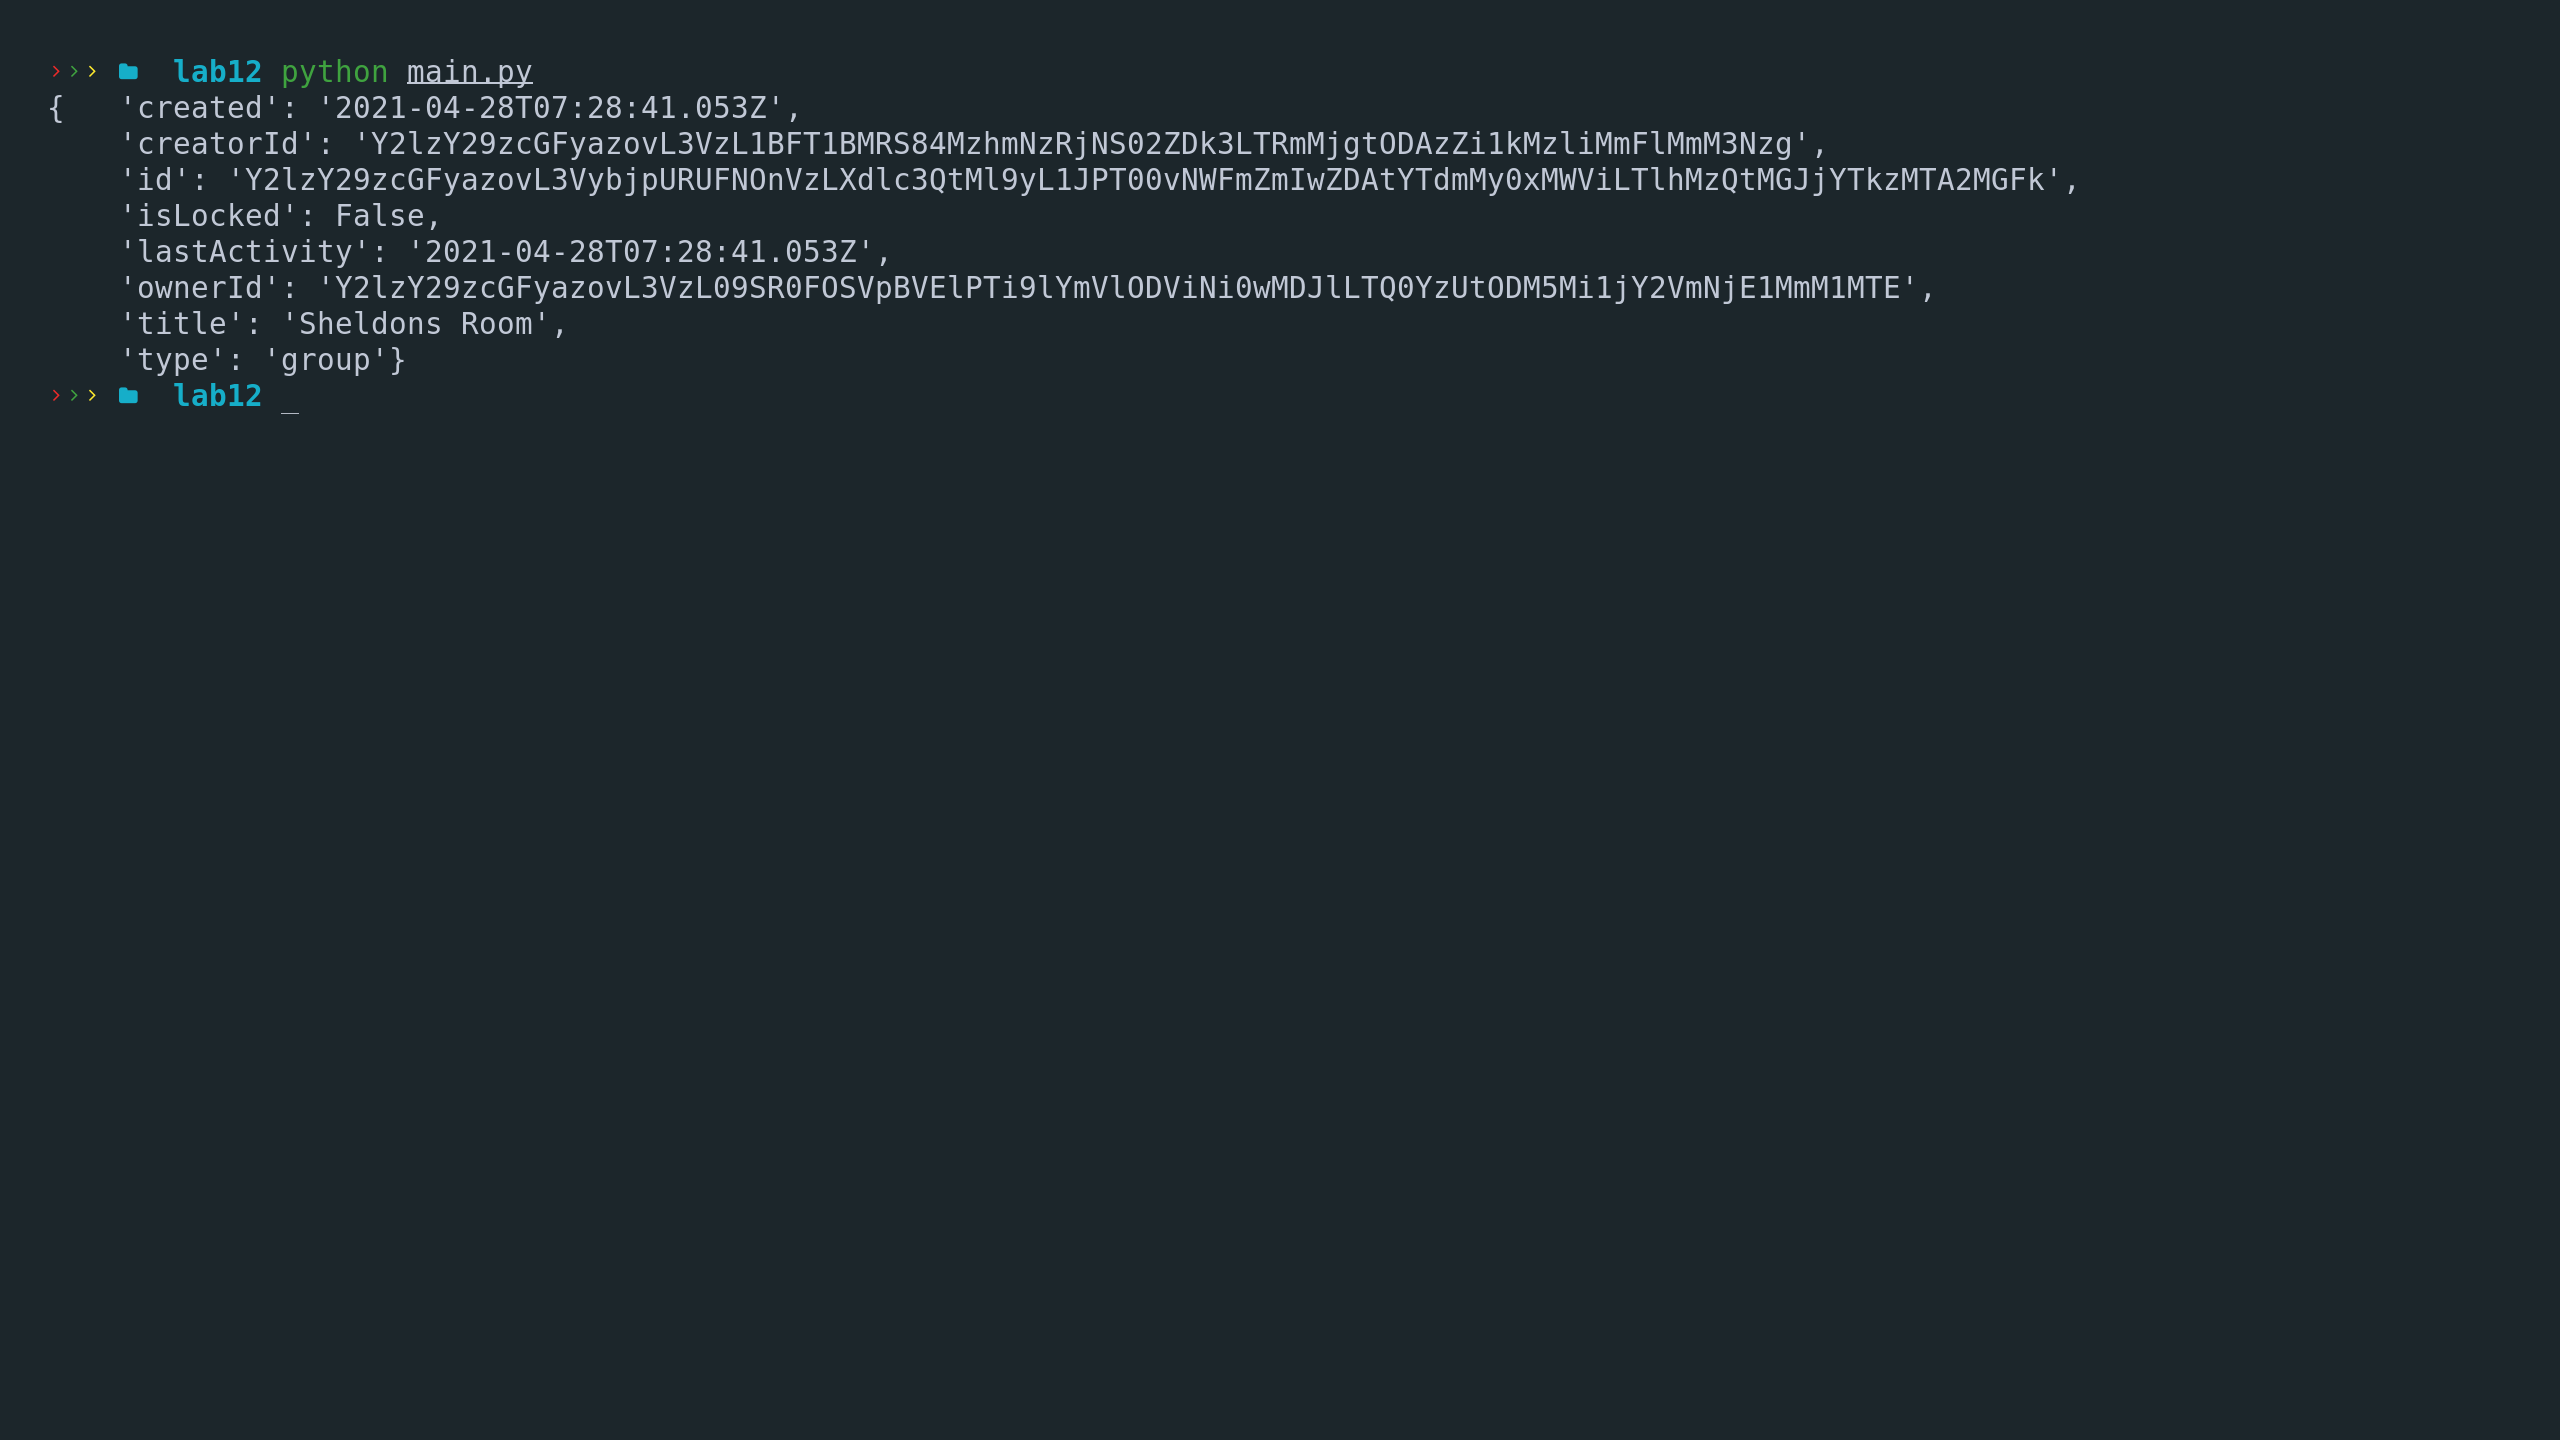 ››› lab12 python main.py
{   'created': '2021-04-28T07:28:41.053Z',
    'creatorId': 'Y2lzY29zcGFyazovL3VzL1BFT1BMRS84MzhmNzRjNS02ZDk3LTRmMjgtODAzZi1kMzliMmFlMmM3Nzg',
    'id': 'Y2lzY29zcGFyazovL3VybjpURUFNOnVzLXdlc3QtMl9yL1JPT00vNWFmZmIwZDAtYTdmMy0xMWViLTlhMzQtMGJjYTkzMTA2MGFk',
    'isLocked': False,
    'lastActivity': '2021-04-28T07:28:41.053Z',
    'ownerId': 'Y2lzY29zcGFyazovL3VzL09SR0FOSVpBVElPTi9lYmVlODViNi0wMDJlLTQ0YzUtODM5Mi1jY2VmNjE1MmM1MTE',
    'title': 'Sheldons Room',
    'type': 'group'}
››› lab12 _